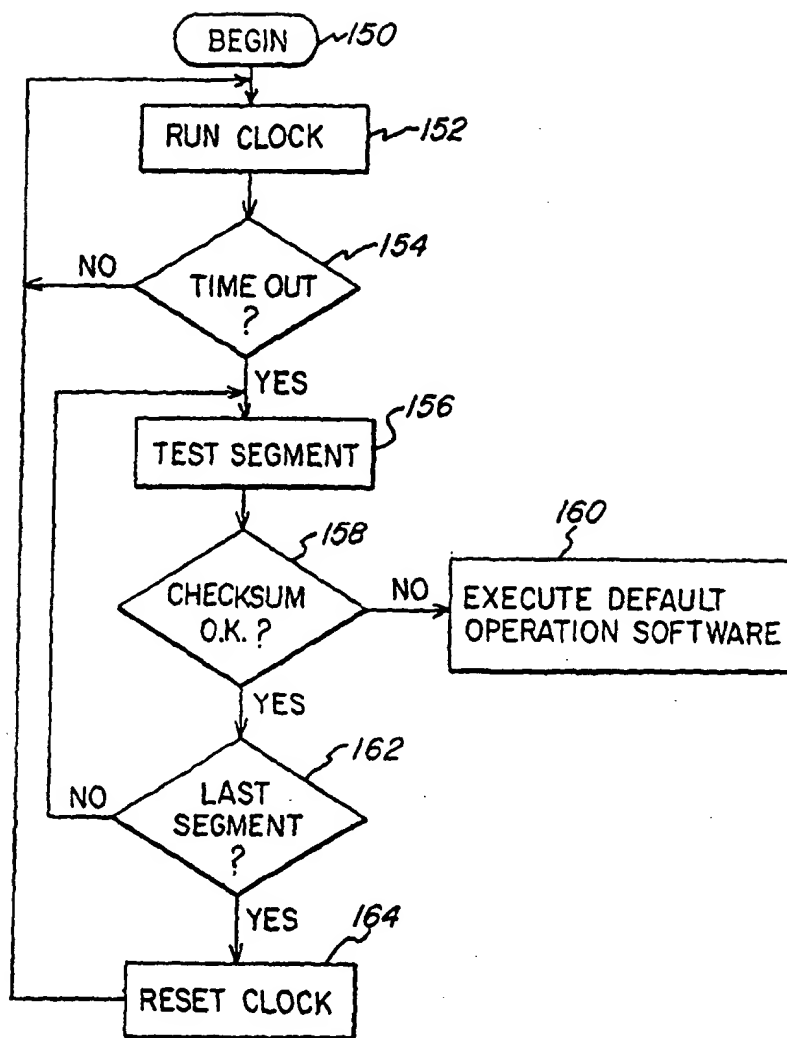 BEGIN
150
RUN CLOCK
152
154
NO
TIME OUT
?
YES
156
TEST SEGMENT
158
160
CHECKSUM
O.K. ?
NO
EXECUTE DEFAULT
OPERATION SOFTWARE
YES
162
NO
LAST
SEGMENT
?
YES
164
RESET CLOCK